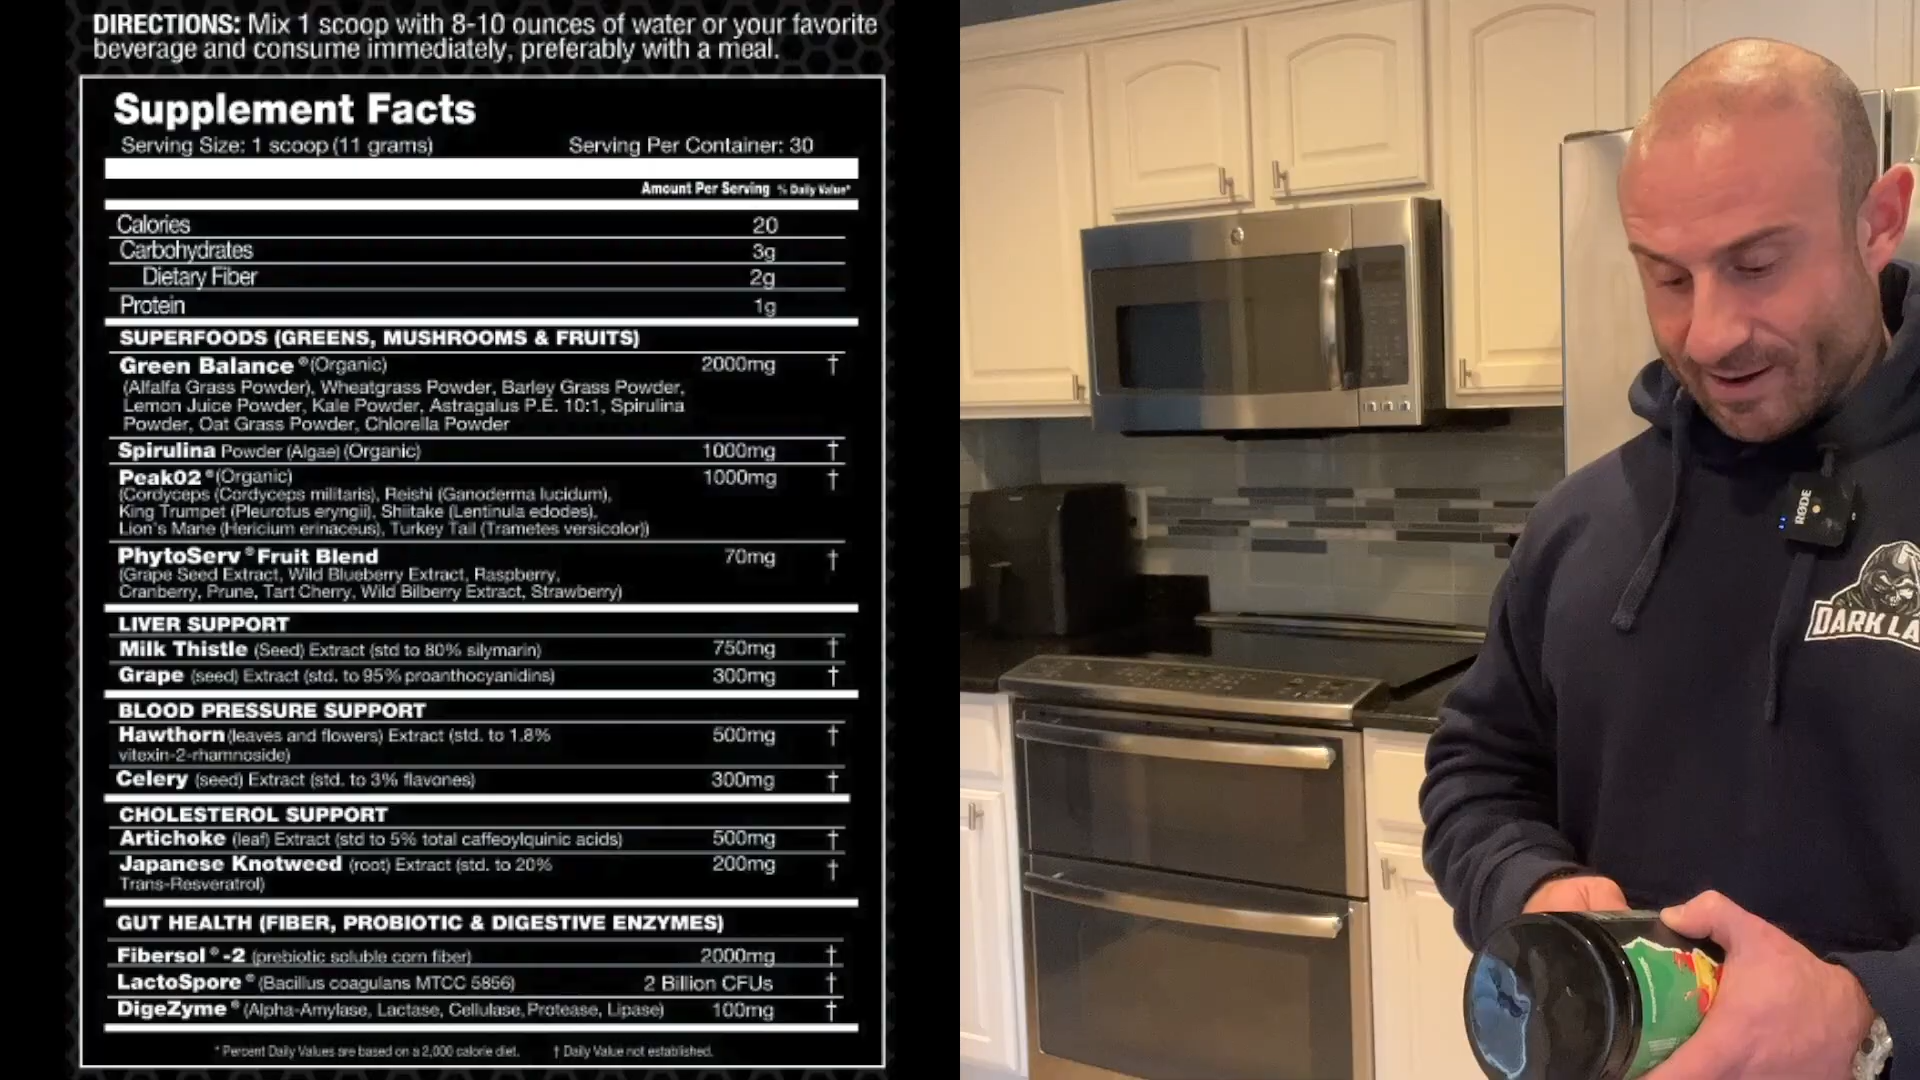 DIRECTIONS: Mix 1 scoop with 8-10 ounces of water or your favorite
beverage and consume immediately, preferably with a meal.
Supplement Facts
Serving Size: 1 scoop (11 grams) Serving Per Container: 30
Amount Per Serving % Daily Value*
Calories 20
Carbohydrates 3g
Dietary Fiber 2g
Protein 1g
SUPERFOODS (GREENS, MUSHROOMS & FRUITS)
Green Balance ®(Organic) 2000mg †
(Alfalfa Grass Powder), Wheatgrass Powder, Barley Grass Powder,
Lemon Juice Powder, Kale Powder, Astragalus P.E. 10:1, Spirulina
Powder, Oat Grass Powder, Chlorella Powder
Spirulina Powder (Algae) (Organic) 1000mg †
Peak02 ®(Organic) 1000mg †
(Cordyceps (Cordyceps militaris), Reishi (Ganoderma lucidum),
King Trumpet (Pleurotus eryngii), Shiitake (Lentinula edodes),
Lion's Mane (Hericium erinaceus), Turkey Tail (Trametes versicolor))
PhytoServ ® Fruit Blend 70mg †
(Grape Seed Extract, Wild Blueberry Extract, Raspberry,
Cranberry, Prune, Tart Cherry, Wild Bilberry Extract, Strawberry)
LIVER SUPPORT
Milk Thistle (Seed) Extract (std to 80% silymarin) 750mg †
Grape (seed) Extract (std. to 95% proanthocyanidins) 300mg †
BLOOD PRESSURE SUPPORT
Hawthorn (leaves and flowers) Extract (std. to 1.8% 500mg †
vitexin-2-rhamnoside)
Celery (seed) Extract (std. to 3% flavones) 300mg †
CHOLESTEROL SUPPORT
Artichoke (leaf) Extract (std to 5% total caffeoylquinic acids) 500mg †
Japanese Knotweed (root) Extract (std. to 20% 200mg †
Trans-Resveratrol)
GUT HEALTH (FIBER, PROBIOTIC & DIGESTIVE ENZYMES)
Fibersol ® -2 (prebiotic soluble corn fiber) 2000mg †
LactoSpore ® (Bacillus coagulans MTCC 5856) 2 Billion CFUs †
DigeZyme ® (Alpha-Amylase, Lactase, Cellulase, Protease, Lipase) 100mg †
* Percent Daily Values are based on a 2,000 calorie diet. † Daily Value not established.
RØDE
DARK LA